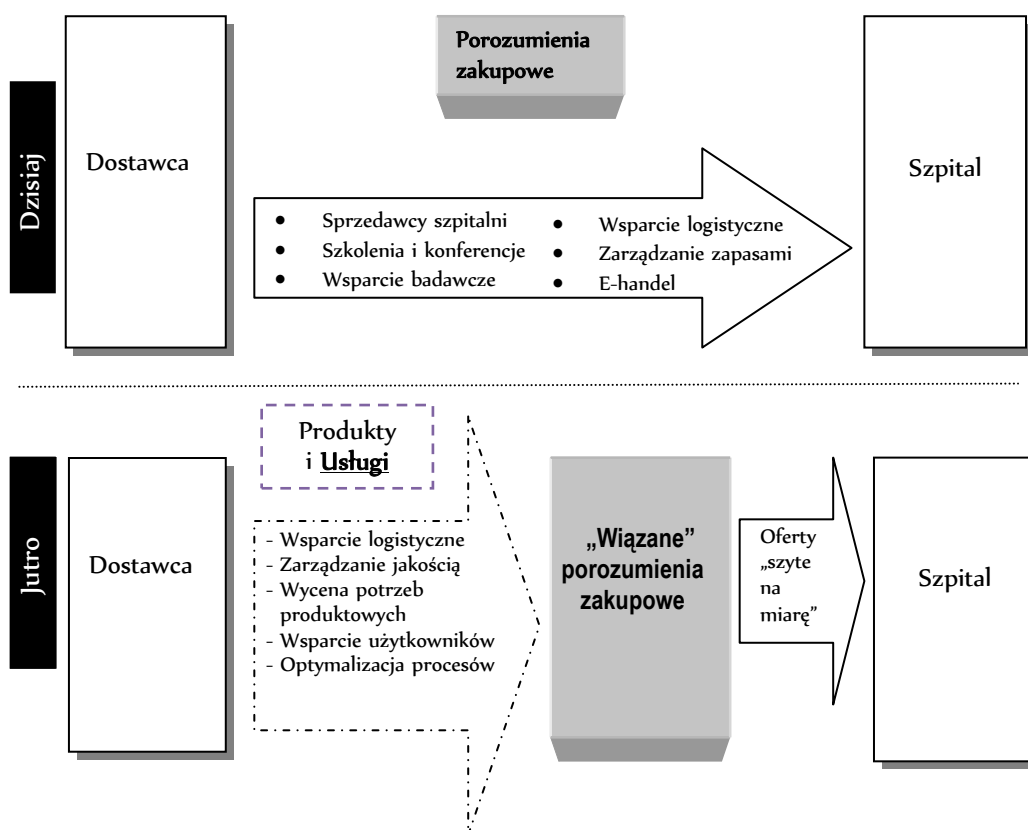 Porozumienia
zakupowe
Dzisiaj
Dostawca
Szpital
• Sprzedawcy szpitalni
• Szkolenia i konferencje
• Wsparcie badawcze
• Wsparcie logistyczne
• Zarządzanie zapasami
• E-handel
Produkty
i Usługi
Jutro
Dostawca
- Wsparcie logistyczne
- Zarządzanie jakością
- Wycena potrzeb
produktowych
- Wsparcie użytkowników
- Optymalizacja procesów
„Wiązane”
porozumienia
zakupowe
Oferty
„szyte
na
miarę”
Szpital